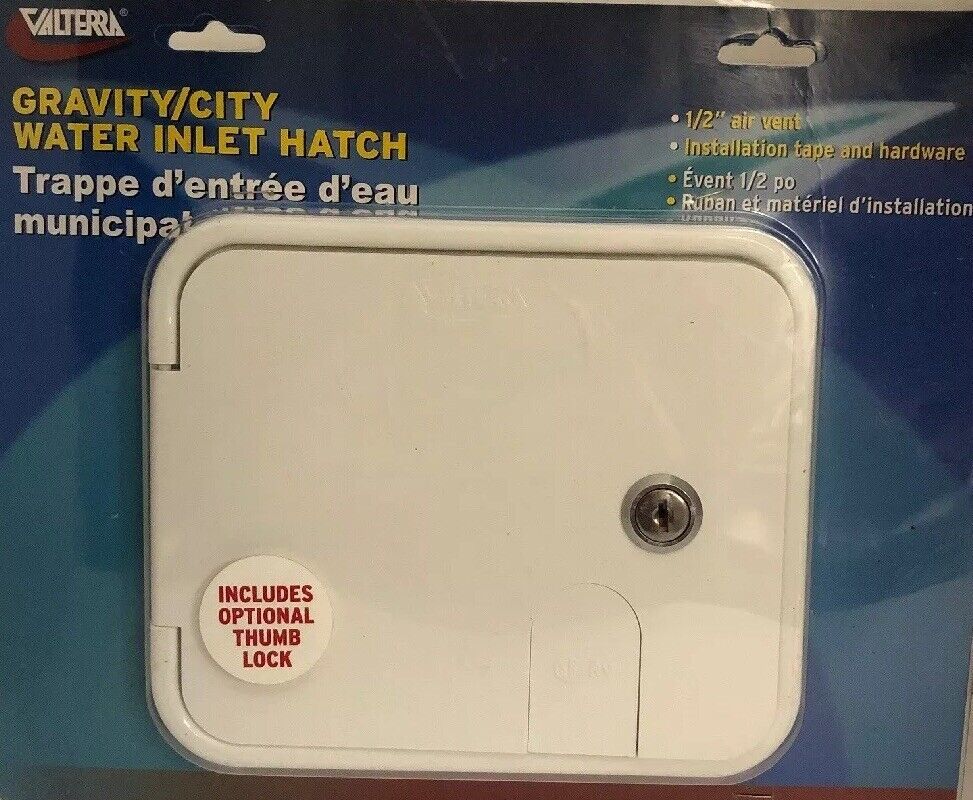 VALTERRA®
GRAVITY/CITY
WATER INLET HATCH
Trappe d'entrée d'eau
• 1/2" air vent
• Installation tape and hardware
• Évent 1/2 po
• Ruban et matériel d'installation
VALTERRA
INCLUDES
OPTIONAL
THUMB
LOCK